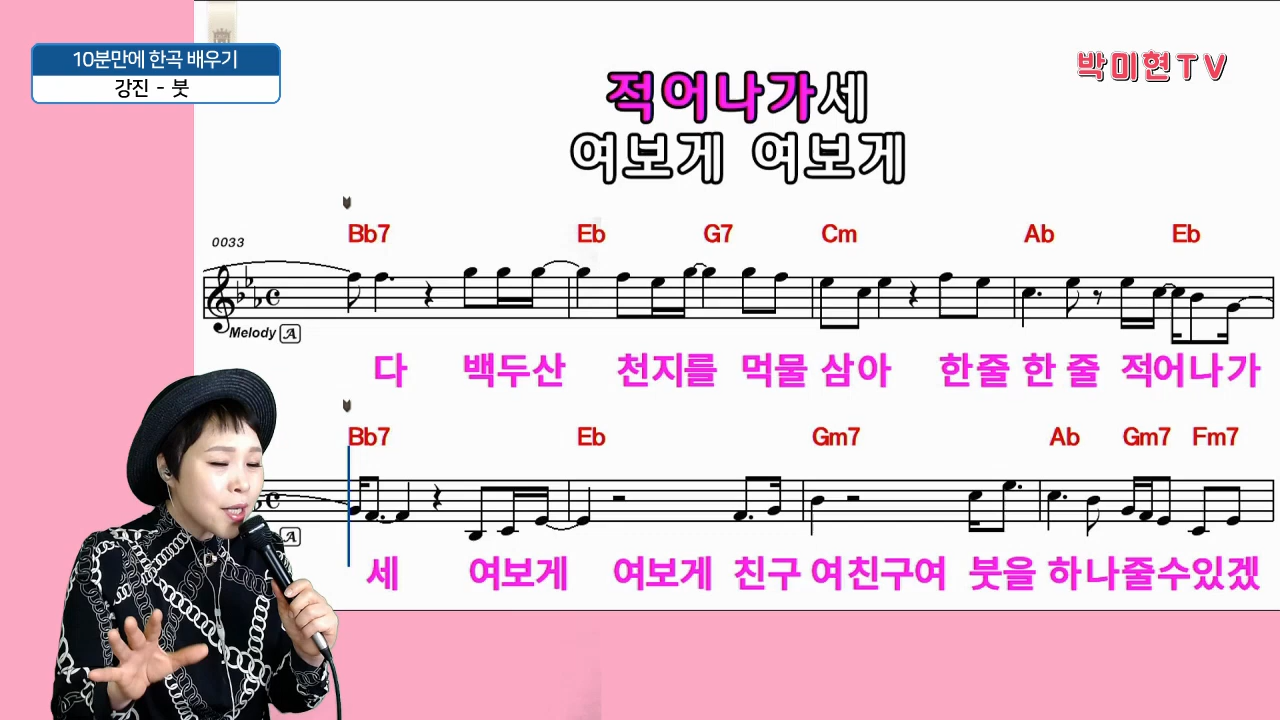 10분만에 한곡 배우기
강진 - 붓
박미현TV
적어나가세
여보게 여보게
Bb7 Eb G7 Cm Ab Eb
0033
Melody A
다 백두산 천지를 먹물 삼아 한줄 한 줄 적어나가
Bb7 Eb Gm7 Ab Gm7 Fm7
A
세 여보게 여보게 친구 여친구여 붓을 하나줄수있겠